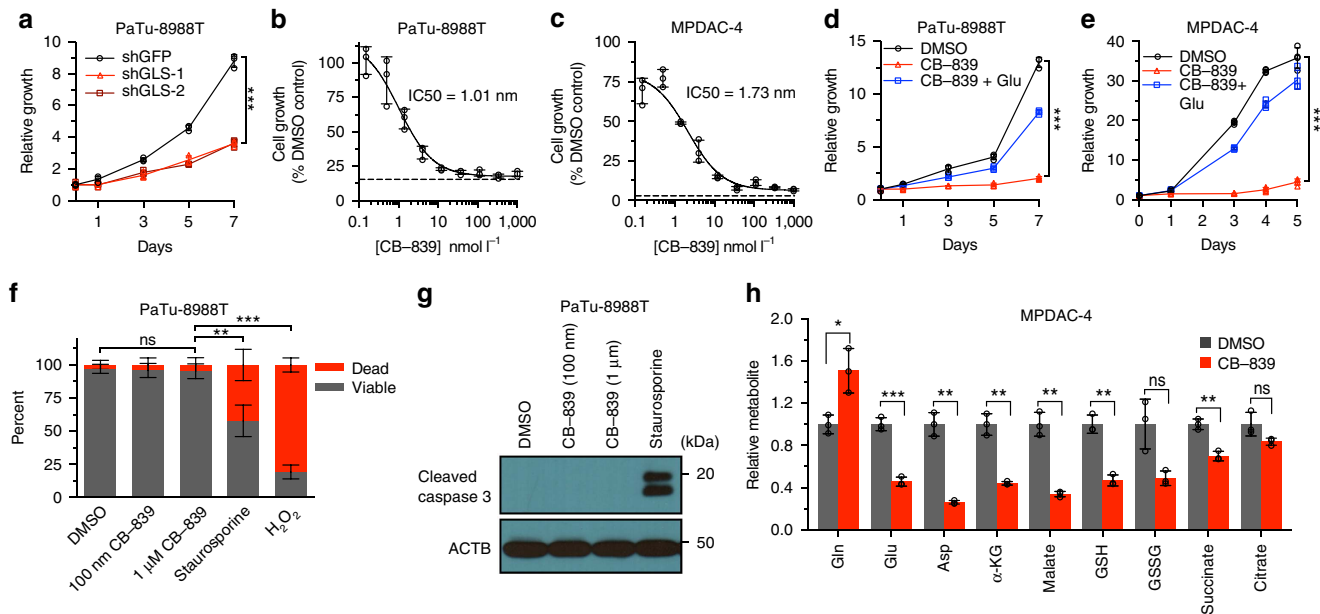 a
PaTu-8988T
Relative growth
10
8
6
4
2
0
shGFP
shGLS-1
shGLS-2
***
1
3
5
7
Days
b
PaTu-8988T
Cell growth
(% DMSO control)
125
100
75
50
25
0
IC50 = 1.01 nm
0.1
1
10
100
1,000
[CB–839] nmol l⁻¹
c
MPDAC-4
Cell growth
(% DMSO control)
100
75
50
25
0
IC50 = 1.73 nm
0.1
1
10
100
1,000
[CB–839] nmol l⁻¹
d
PaTu-8988T
Relative growth
15
10
5
0
DMSO
CB–839
CB–839 + Glu
***
1
3
5
7
Days
e
MPDAC-4
Relative growth
40
30
20
10
0
DMSO
CB–839
CB–839+
Glu
***
0
1
2
3
4
5
Days
f
PaTu-8988T
Percent
100
75
50
25
0
ns
**
***
Dead
Viable
DMSO
100 nm CB–839
1 μM CB–839
Staurosporine
H₂O₂
g
PaTu-8988T
DMSO
CB–839 (100 nm)
CB–839 (1 μm)
Staurosporine
(kDa)
Cleaved
caspase 3
20
ACTB
50
h
MPDAC-4
Relative metabolite
2.0
1.6
1.2
0.8
0.4
0.0
DMSO
CB–839
*
***
**
**
**
**
ns
**
ns
Gln
Glu
Asp
α-KG
Malate
GSH
GSSG
Succinate
Citrate